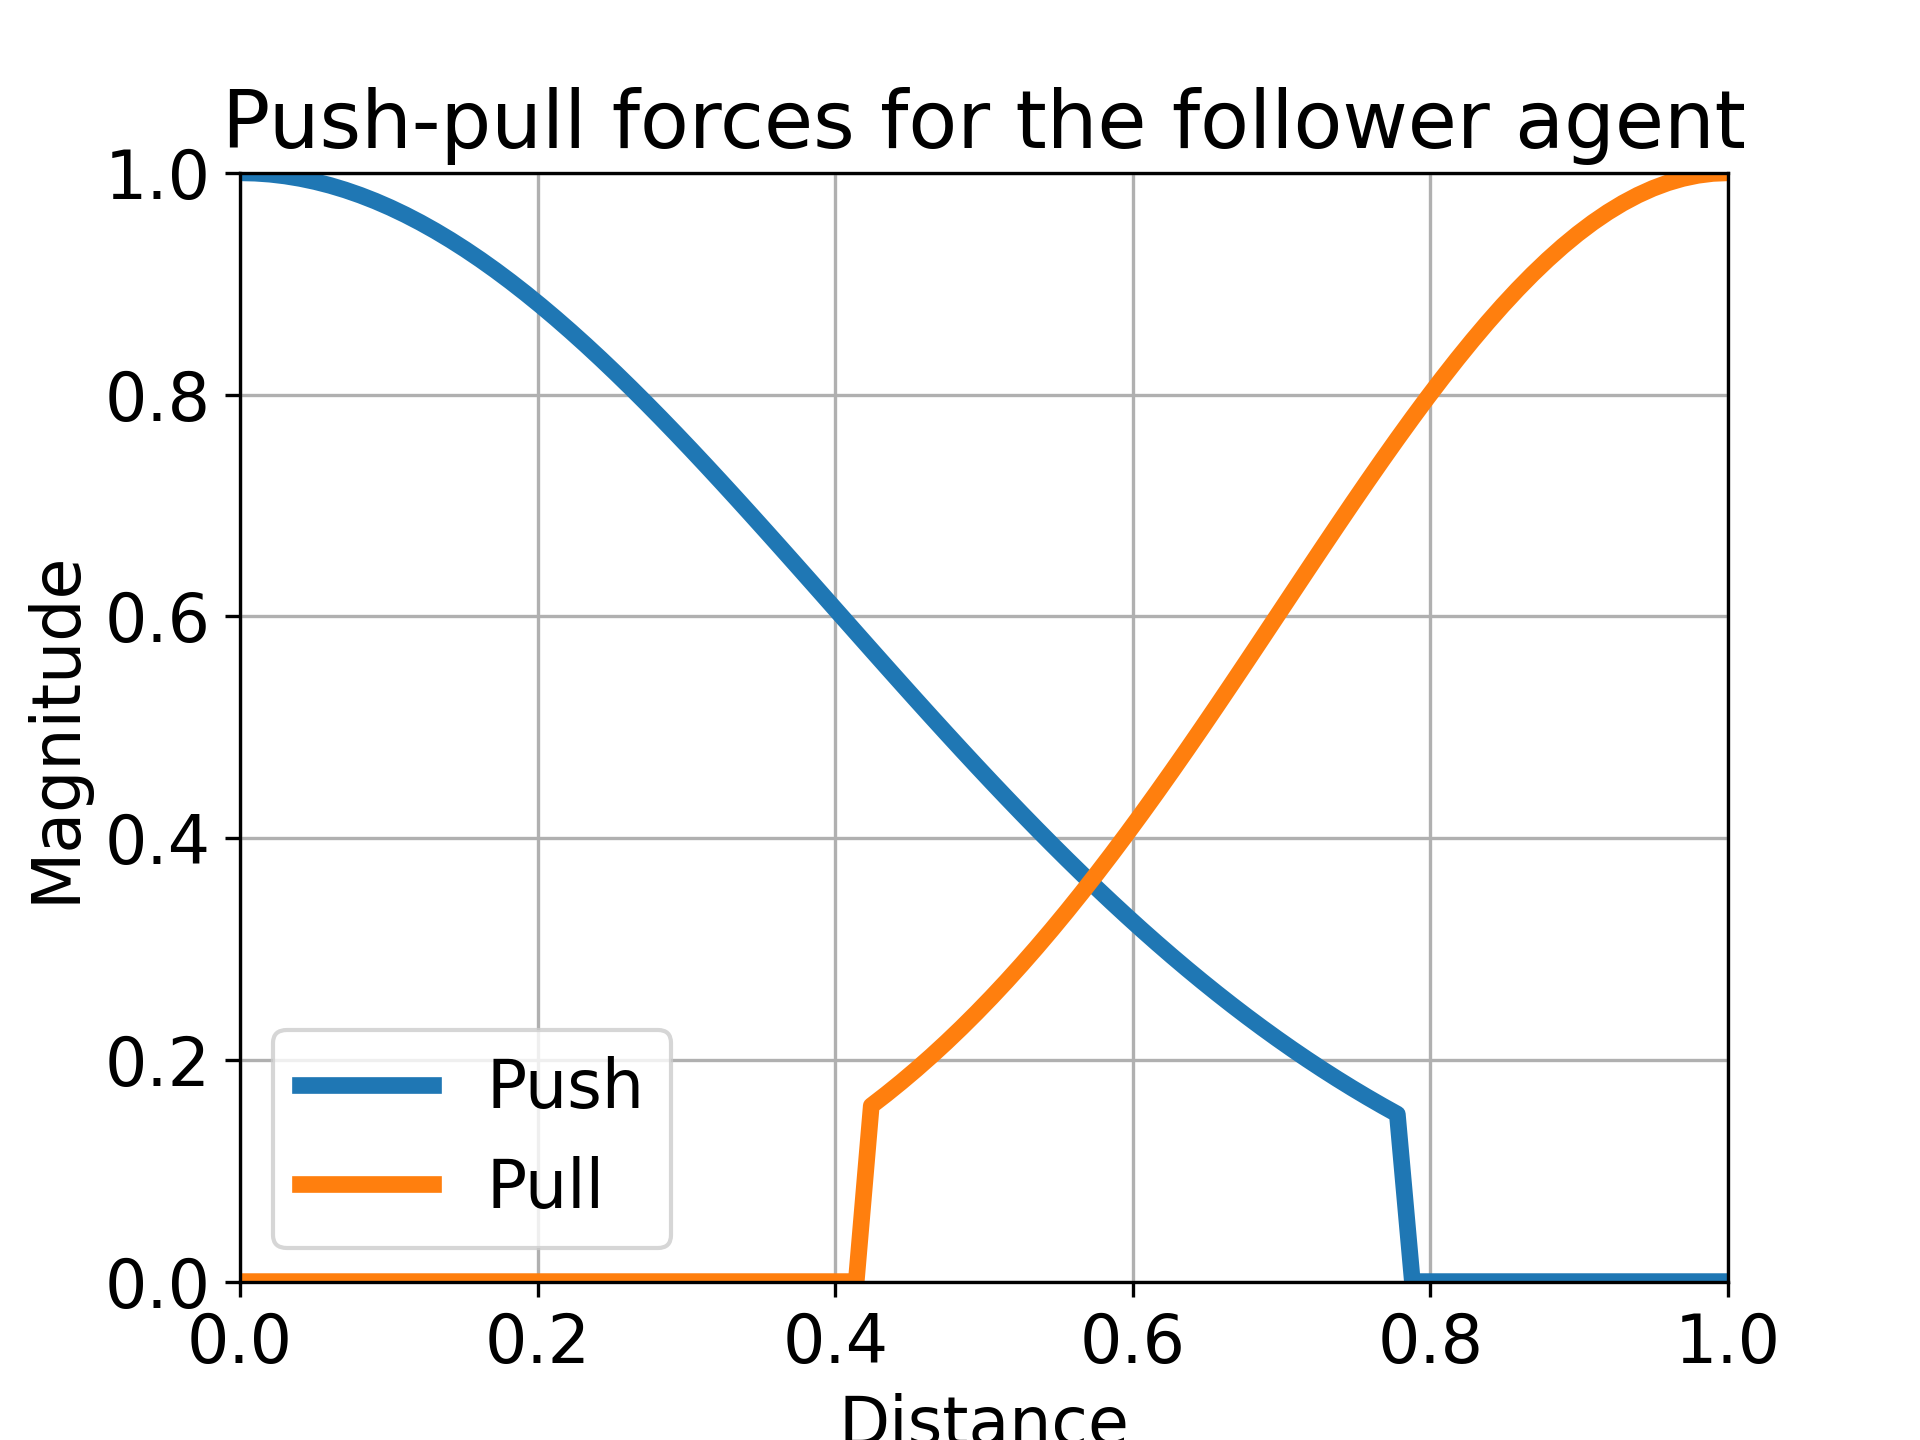 Push-pull forces for the follower agent
Magnitude
1.0
0.8
0.6
0.4
0.2
0.0
Push
Pull
0.0 0.2 0.4 0.6 0.8 1.0
Distance